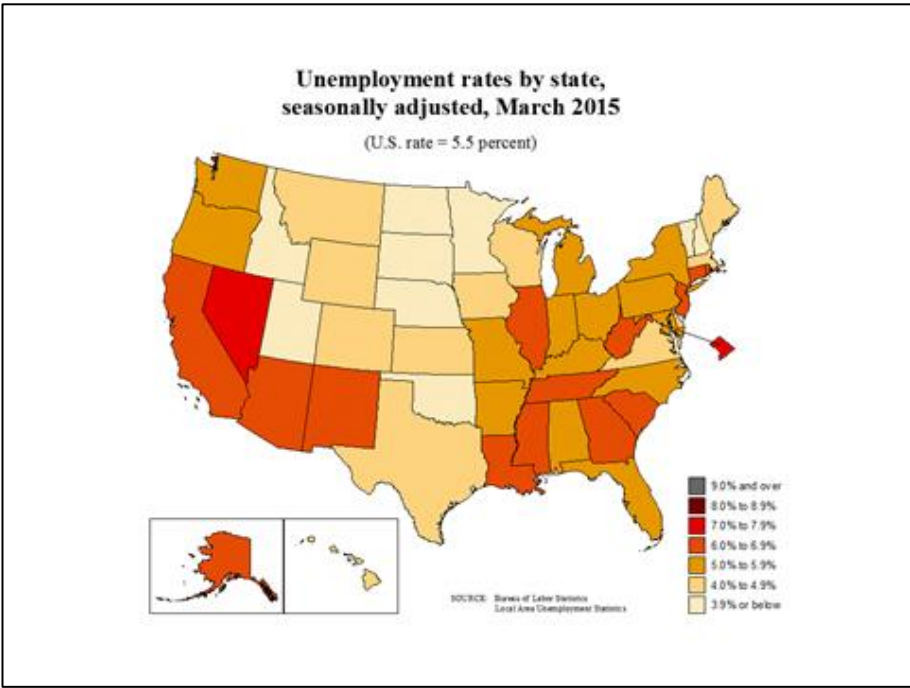 Unemployment rates by state,
seasonally adjusted, March 2015
(U.S. rate = 5.5 percent)
9.0% and over
8.0% to 8.9%
7.0% to 7.9%
6.0% to 6.9%
5.0% to 5.9%
4.0% to 4.9%
3.9% or below
SOURCE: Bureau of Labor Statistics
Local Area Unemployment Statistics